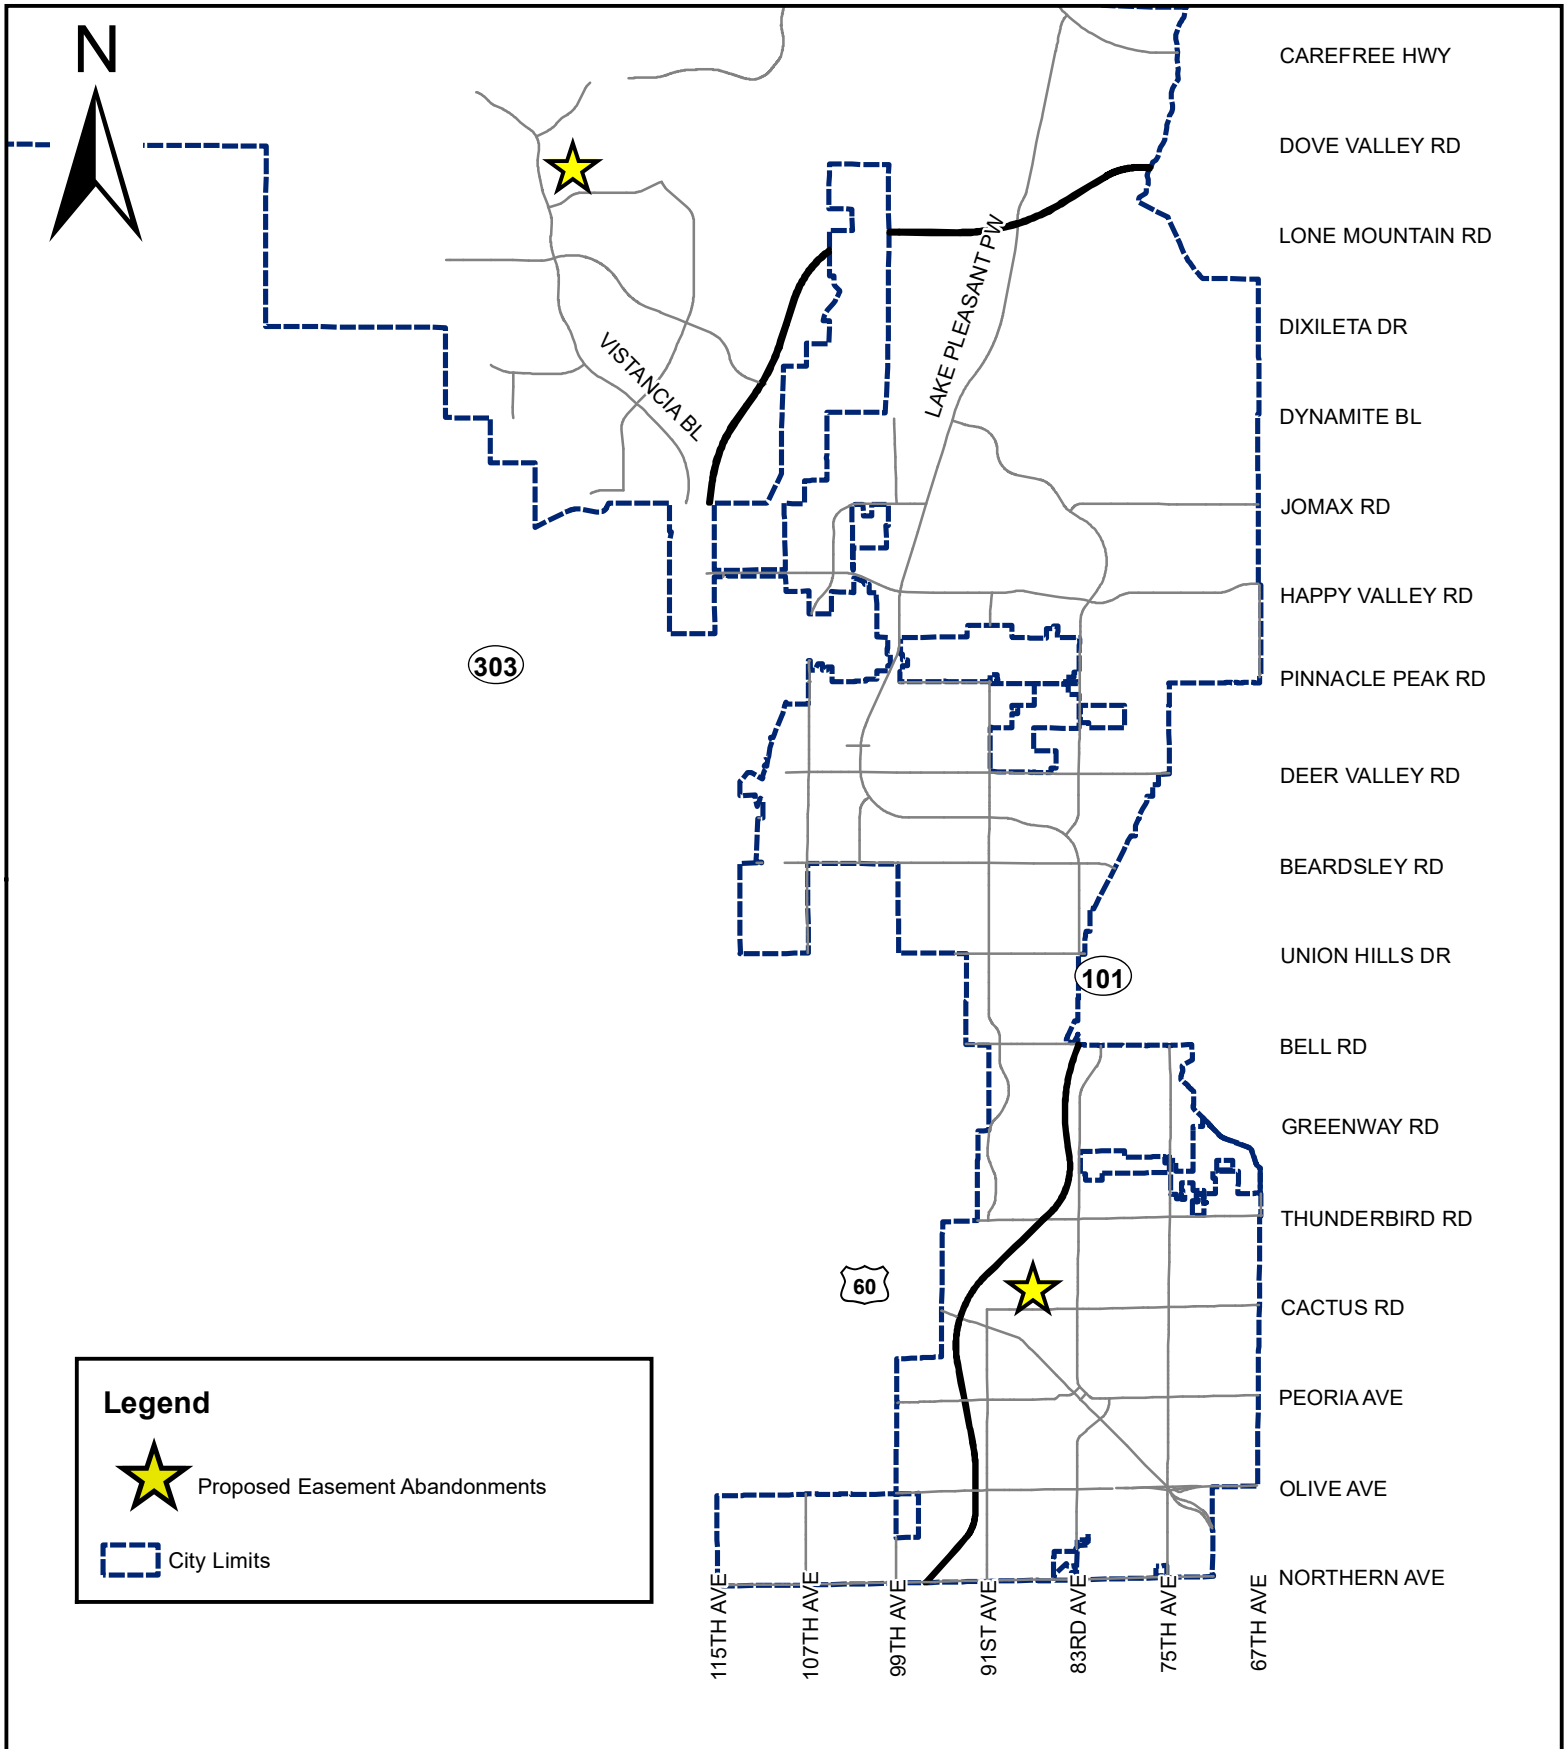 N
CAREFREE HWY
DOVE VALLEY RD
LONE MOUNTAIN RD
LAKE PLEASANT PW
DIXILETA DR
VISTANCIA BL
DYNAMITE BL
JOMAX RD
HAPPY VALLEY RD
303
PINNACLE PEAK RD
DEER VALLEY RD
BEARDSLEY RD
UNION HILLS DR
101
BELL RD
GREENWAY RD
THUNDERBIRD RD
60
CACTUS RD
PEORIA AVE
OLIVE AVE
NORTHERN AVE
Legend
Proposed Easement Abandonments
City Limits
115TH AVE
107TH AVE
99TH AVE
91ST AVE
83RD AVE
75TH AVE
67TH AVE